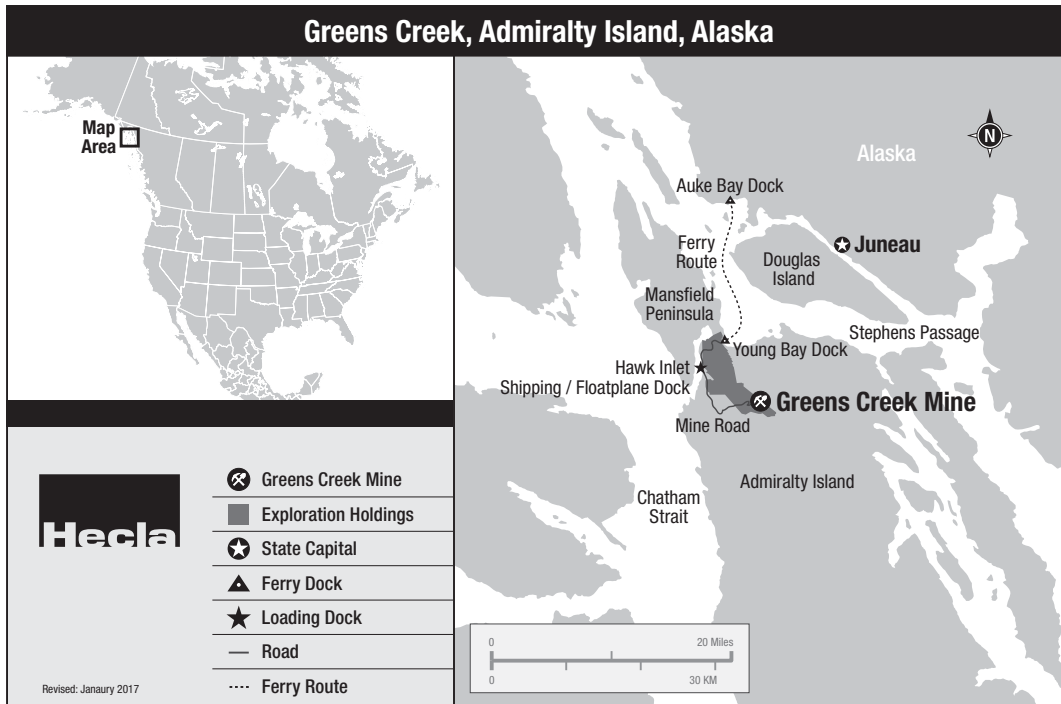 Greens Creek, Admiralty Island, Alaska
Map
Area
N
Alaska
Auke Bay Dock
Ferry
Route
Juneau
Douglas
Island
Mansfield
Peninsula
Stephens Passage
Young Bay Dock
Hawk Inlet
Shipping / Floatplane Dock
Greens Creek Mine
Mine Road
Admiralty Island
Chatham
Strait
Hecla
Greens Creek Mine
Exploration Holdings
State Capital
Ferry Dock
Loading Dock
Road
Ferry Route
Revised: Janaury 2017
0 20 Miles
0 30 KM